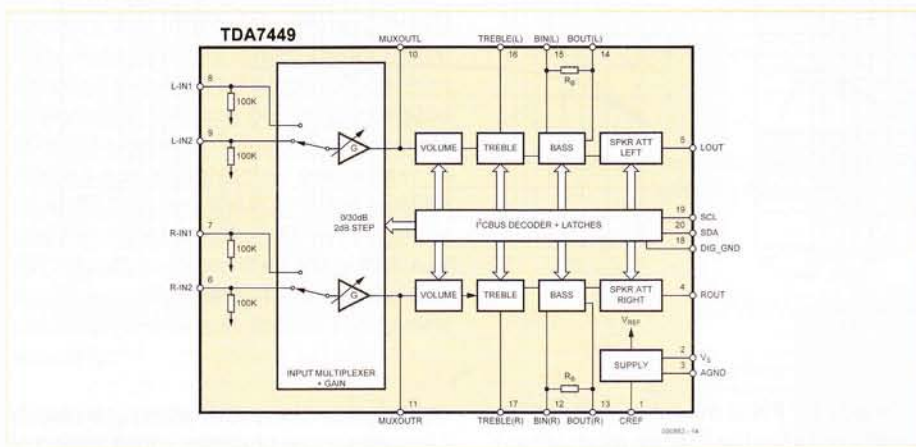 TDA7449
MUXOUTL TREBLE(L) BIN(L) BOUT(L)
10 16 15 14
RB
L-IN1 8
100K
L-IN2 9
100K
G
VOLUME TREBLE BASS SPKR ATT LEFT
5 LOUT
0/30dB
2dB STEP
I²CBUS DECODER + LATCHES
19 SCL
20 SDA
18 DIG_GND
R-IN1 7
100K
R-IN2 6
100K
G
VOLUME TREBLE BASS SPKR ATT RIGHT
4 ROUT
VREF
SUPPLY
2 VS
3 AGND
INPUT MULTIPLEXER
+ GAIN
RB
11 17 12 13 1
MUXOUTR TREBLE(R) BIN(R) BOUT(R) CREF